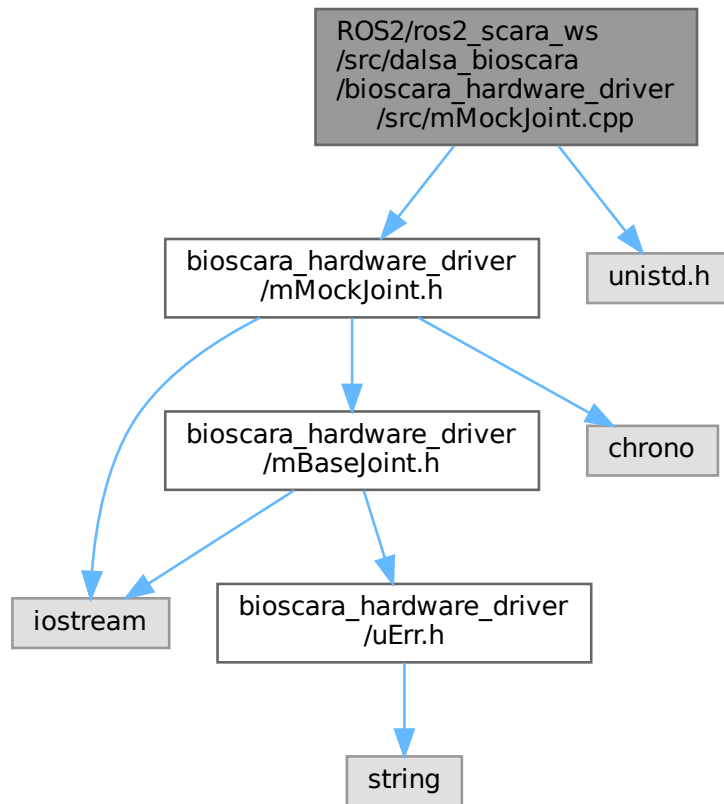 ROS2/ros2_scara_ws
/src/dalsa_bioscara
/bioscara_hardware_driver
/src/mMockJoint.cpp
bioscara_hardware_driver
/mMockJoint.h
unistd.h
bioscara_hardware_driver
/mBaseJoint.h
chrono
iostream
bioscara_hardware_driver
/uErr.h
string